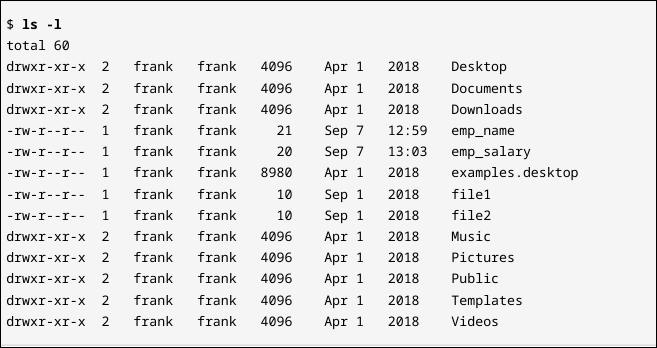 $ ls -l
total 60
drwxr-xr-x 2 frank frank 4096 Apr 1 2018 Desktop
drwxr-xr-x 2 frank frank 4096 Apr 1 2018 Documents
drwxr-xr-x 2 frank frank 4096 Apr 1 2018 Downloads
-rw-r--r-- 1 frank frank 21 Sep 7 12:59 emp_name
-rw-r--r-- 1 frank frank 20 Sep 7 13:03 emp_salary
-rw-r--r-- 1 frank frank 8980 Apr 1 2018 examples.desktop
-rw-r--r-- 1 frank frank 10 Sep 1 2018 file1
-rw-r--r-- 1 frank frank 10 Sep 1 2018 file2
drwxr-xr-x 2 frank frank 4096 Apr 1 2018 Music
drwxr-xr-x 2 frank frank 4096 Apr 1 2018 Pictures
drwxr-xr-x 2 frank frank 4096 Apr 1 2018 Public
drwxr-xr-x 2 frank frank 4096 Apr 1 2018 Templates
drwxr-xr-x 2 frank frank 4096 Apr 1 2018 Videos